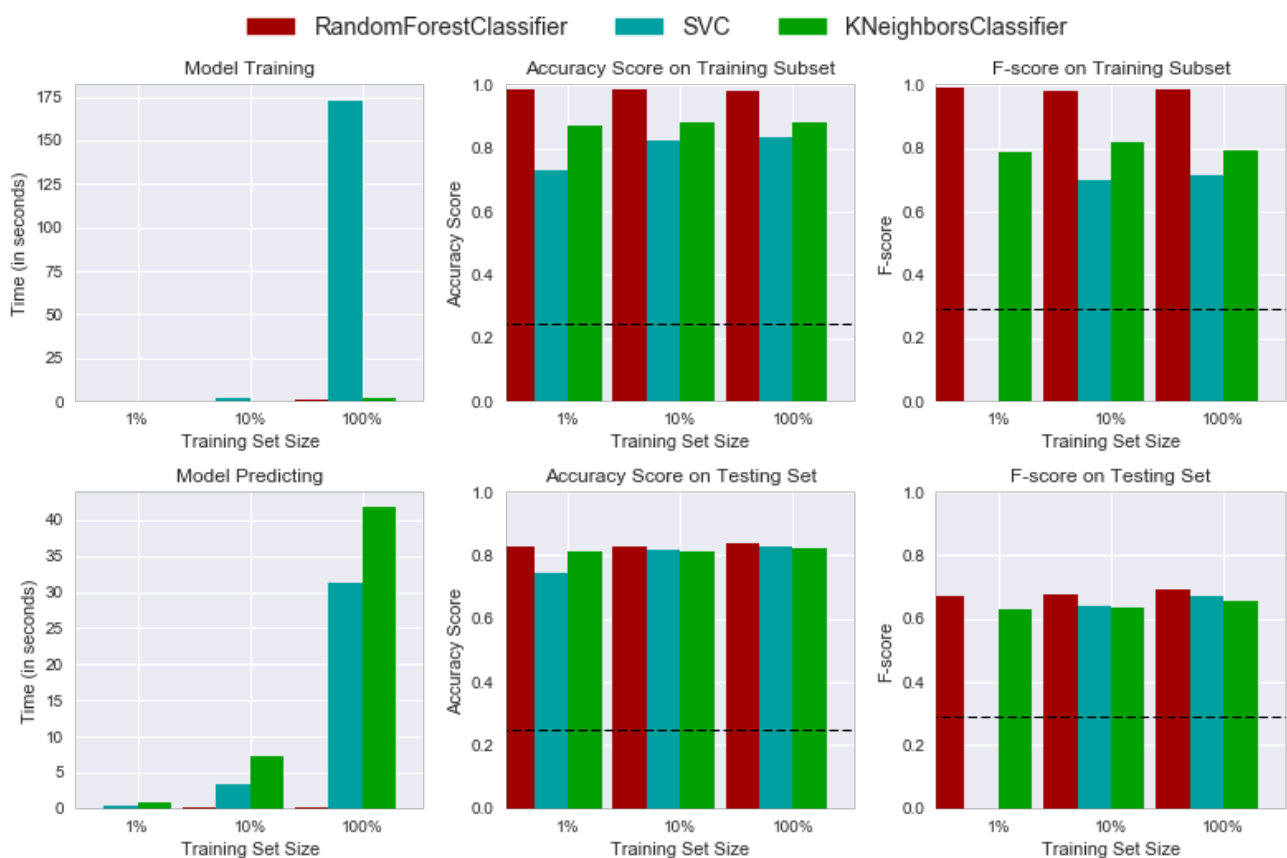 RandomForestClassifier SVC KNeighborsClassifier
Model Training
Time (in seconds)
175
150
125
100
75
50
25
0
1% 10% 100%
Training Set Size
Accuracy Score on Training Subset
Accuracy Score
1.0
0.8
0.6
0.4
0.2
0.0
1% 10% 100%
Training Set Size
F-score on Training Subset
F-score
1.0
0.8
0.6
0.4
0.2
0.0
1% 10% 100%
Training Set Size
Model Predicting
Time (in seconds)
40
35
30
25
20
15
10
5
0
1% 10% 100%
Training Set Size
Accuracy Score on Testing Set
Accuracy Score
1.0
0.8
0.6
0.4
0.2
0.0
1% 10% 100%
Training Set Size
F-score on Testing Set
F-score
1.0
0.8
0.6
0.4
0.2
0.0
1% 10% 100%
Training Set Size